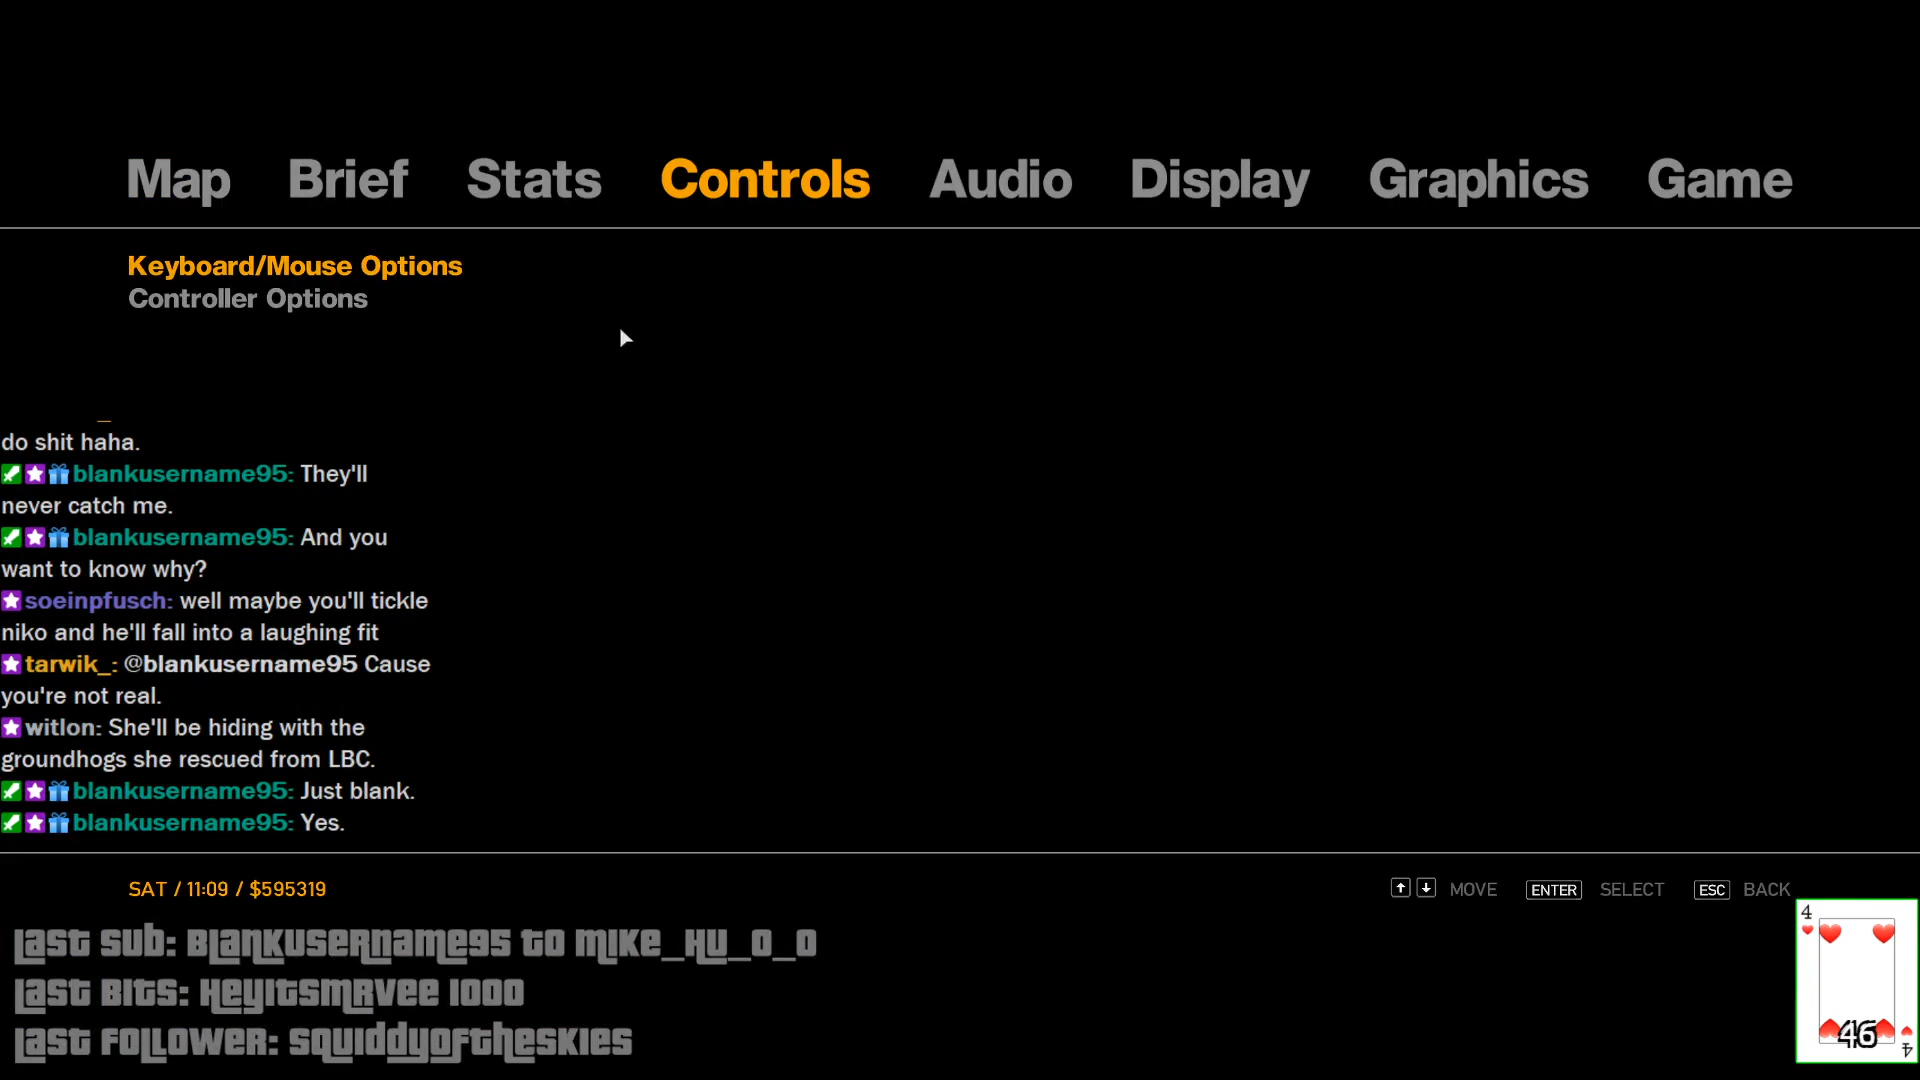 Map Brief Stats Controls Audio Display Graphics Game
Keyboard/Mouse Options
Controller Options
do shit haha.
blankusername95: They'll
never catch me.
blankusername95: And you
want to know why?
soeinpfusch: well maybe you'll tickle
niko and he'll fall into a laughing fit
tarwik_: @blankusername95 Cause
you're not real.
witlon: She'll be hiding with the
groundhogs she rescued from LBC.
blankusername95: Just blank.
blankusername95: Yes.
SAT / 11:09 / $595319
MOVE ENTER SELECT ESC BACK
Last Sub: Blankusername95 to mike_hu_o_o
Last Bits: HeyItsMrVee 1000
Last Follower: squiddyoftheskies
4
46
4